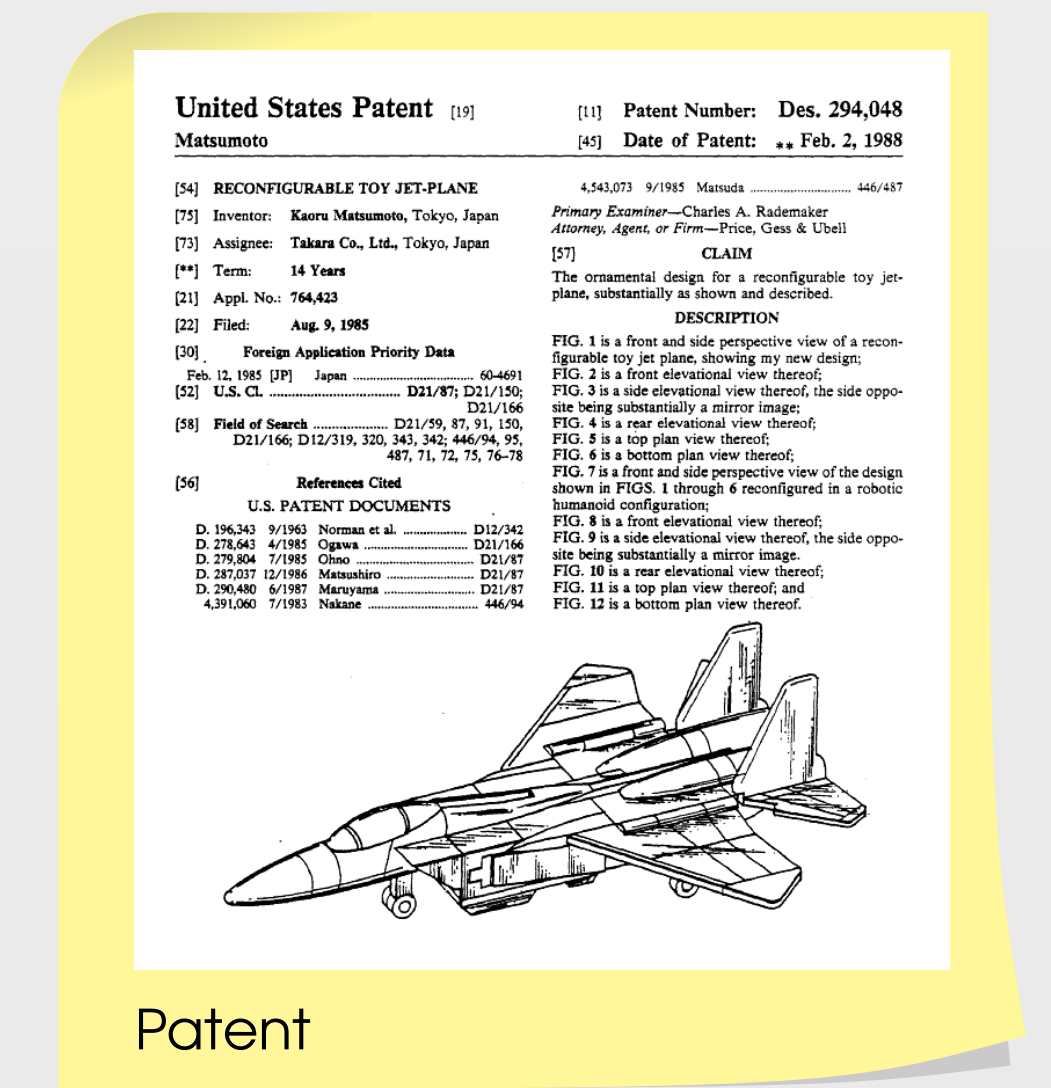 United States Patent [19]
Matsumoto
[11] Patent Number: Des. 294,048
[45] Date of Patent: ** Feb. 2, 1988
[54] RECONFIGURABLE TOY JET-PLANE
[75] Inventor: Kaoru Matsumoto, Tokyo, Japan
[73] Assignee: Takara Co., Ltd., Tokyo, Japan
[**] Term: 14 Years
[21] Appl. No.: 764,423
[22] Filed: Aug. 9, 1985
[30] Foreign Application Priority Data
Feb. 12, 1985 [JP] Japan .................................... 60-4691
[52] U.S. Cl. ....................................... D21/87; D21/150;
D21/166
[58] Field of Search ...................... D21/59, 87, 91, 150,
D21/166; D12/319, 320, 343, 342; 446/94, 95,
487, 71, 72, 75, 76-78
[56] References Cited
U.S. PATENT DOCUMENTS
D. 196,343 9/1963 Norman et al. ................... D12/342
D. 278,643 4/1985 Ogawa ............................... D21/166
D. 279,804 7/1985 Ohno .................................. D21/87
D. 287,037 12/1986 Matsushiro .......................... D21/87
D. 290,480 6/1987 Maruyama ........................... D21/87
4,391,060 7/1983 Nakane ................................. 446/94
4,543,073 9/1985 Matsuda .............................. 446/487
Primary Examiner—Charles A. Rademaker
Attorney, Agent, or Firm—Price, Gess & Ubell
[57] CLAIM
The ornamental design for a reconfigurable toy jet-
plane, substantially as shown and described.
DESCRIPTION
FIG. 1 is a front and side perspective view of a recon-
figurable toy jet plane, showing my new design;
FIG. 2 is a front elevational view thereof;
FIG. 3 is a side elevational view thereof, the side oppo-
site being substantially a mirror image;
FIG. 4 is a rear elevational view thereof;
FIG. 5 is a top plan view thereof;
FIG. 6 is a bottom plan view thereof;
FIG. 7 is a front and side perspective view of the design
shown in FIGS. 1 through 6 reconfigured in a robotic
humanoid configuration;
FIG. 8 is a front elevational view thereof;
FIG. 9 is a side elevational view thereof, the side oppo-
site being substantially a mirror image.
FIG. 10 is a rear elevational view thereof;
FIG. 11 is a top plan view thereof; and
FIG. 12 is a bottom plan view thereof.
Patent